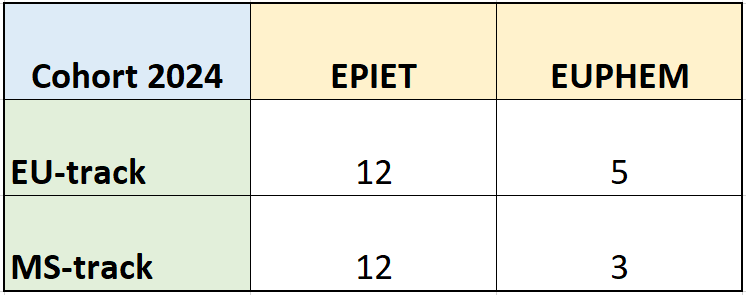 Cohort 2024 EPIET EUPHEM
EU-track 12 5
MS-track 12 3